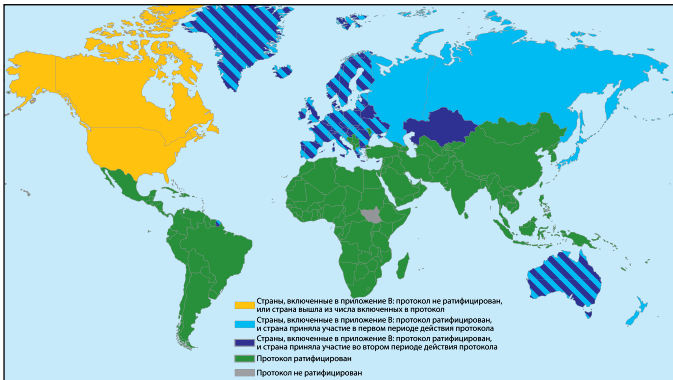 Страны, включенные в приложение B: протокол не ратифицирован,
или страна вышла из числа включенных в протокол
Страны, включенные в приложение B: протокол ратифицирован,
и страна приняла участие в первом периоде действия протокола
Страны, включенные в приложение B: протокол ратифицирован,
и страна приняла участие во втором периоде действия протокола
Протокол ратифицирован
Протокол не ратифицирован